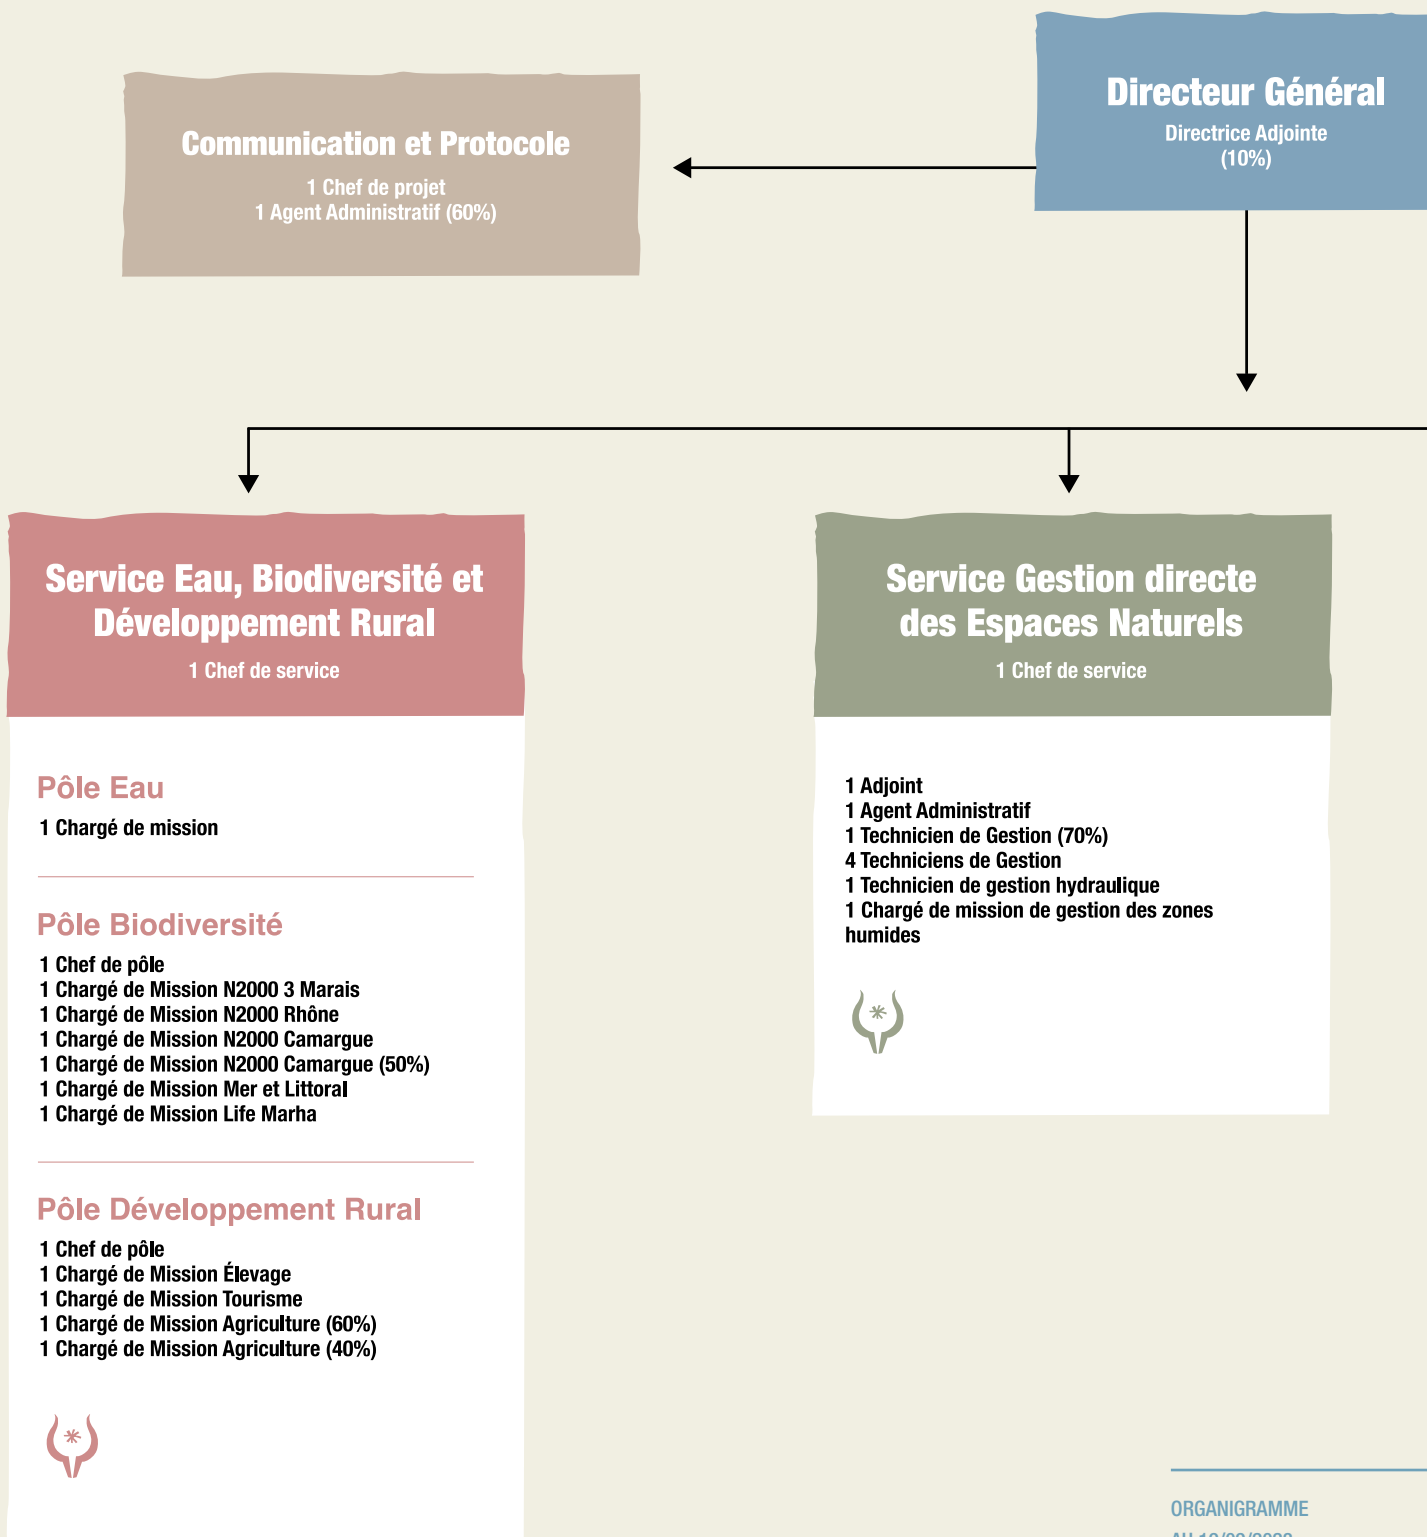 Directeur Général
Directrice Adjointe
(10%)
Communication et Protocole
1 Chef de projet
1 Agent Administratif (60%)
Service Eau, Biodiversité et
Développement Rural
1 Chef de service
Pôle Eau
1 Chargé de mission
Pôle Biodiversité
1 Chef de pôle
1 Chargé de Mission N2000 3 Marais
1 Chargé de Mission N2000 Rhône
1 Chargé de Mission N2000 Camargue
1 Chargé de Mission N2000 Camargue (50%)
1 Chargé de Mission Mer et Littoral
1 Chargé de Mission Life Marha
Pôle Développement Rural
1 Chef de pôle
1 Chargé de Mission Élevage
1 Chargé de Mission Tourisme
1 Chargé de Mission Agriculture (60%)
1 Chargé de Mission Agriculture (40%)
Service Gestion directe
des Espaces Naturels
1 Chef de service
1 Adjoint
1 Agent Administratif
1 Technicien de Gestion (70%)
4 Techniciens de Gestion
1 Technicien de gestion hydraulique
1 Chargé de mission de gestion des zones
humides
ORGANIGRAMME
AU